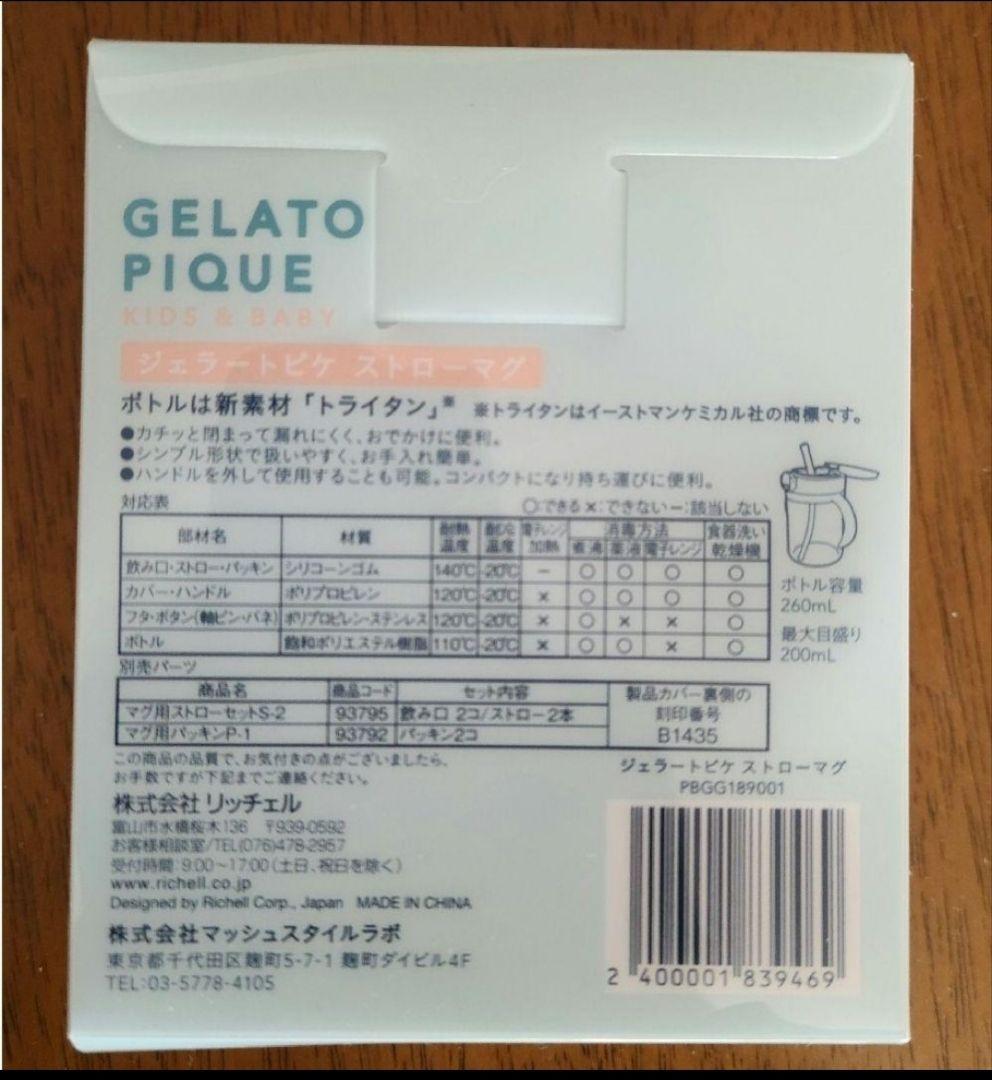 GELATO
PIQUE
KIDS & BABY
ジェラートピケ ストローマグ
ボトルは新素材「トライタン」※ ※トライタンはイーストマンケミカル社の商標です。
●カチッと閉まって漏れにくく、おでかけに便利。
●シンプル形状で扱いやすく、お手入れ簡単。
●ハンドルを外して使用することも可能。コンパクトになり持ち運びに便利。
対応表 ○:できる ×:できない −:該当しない
部材名 材質 耐熱温度 耐冷温度 電子レンジ加熱 消毒方法 煮沸 薬液 電子レンジ 食器洗い乾燥機
飲み口・ストロー・パッキン シリコーンゴム 140℃ -20℃ − ○ ○ ○ ○
カバー・ハンドル ポリプロピレン 120℃ -20℃ × ○ ○ ○ ○
フタ・ボタン(軸ピン・バネ) ポリプロピレン・ステンレス 120℃ -20℃ × ○ × × ○
ボトル 飽和ポリエステル樹脂 110℃ -20℃ × ○ ○ × ○
ボトル容量
260mL
最大目盛り
200mL
別売パーツ
商品名 商品コード セット内容
マグ用ストローセットS-2 93795 飲み口 2コ/ストロー2本
マグ用パッキンP-1 93792 パッキン2コ
製品カバー裏側の
刻印番号
B1435
この商品の品質で、お気付きの点がございましたら、
お手数ですが下記までご連絡ください。
株式会社 リッチェル
富山市水橋桜木136 〒939-0592
お客様相談室/TEL(076)478-2957
受付時間:9:00〜17:00(土日、祝日を除く)
www.richell.co.jp
Designed by Richell Corp., Japan MADE IN CHINA
株式会社マッシュスタイルラボ
東京都千代田区麹町5-7-1 麹町ダイビル4F
TEL:03-5778-4105
ジェラートピケ ストローマグ
PBGG189001
2 400001 839469